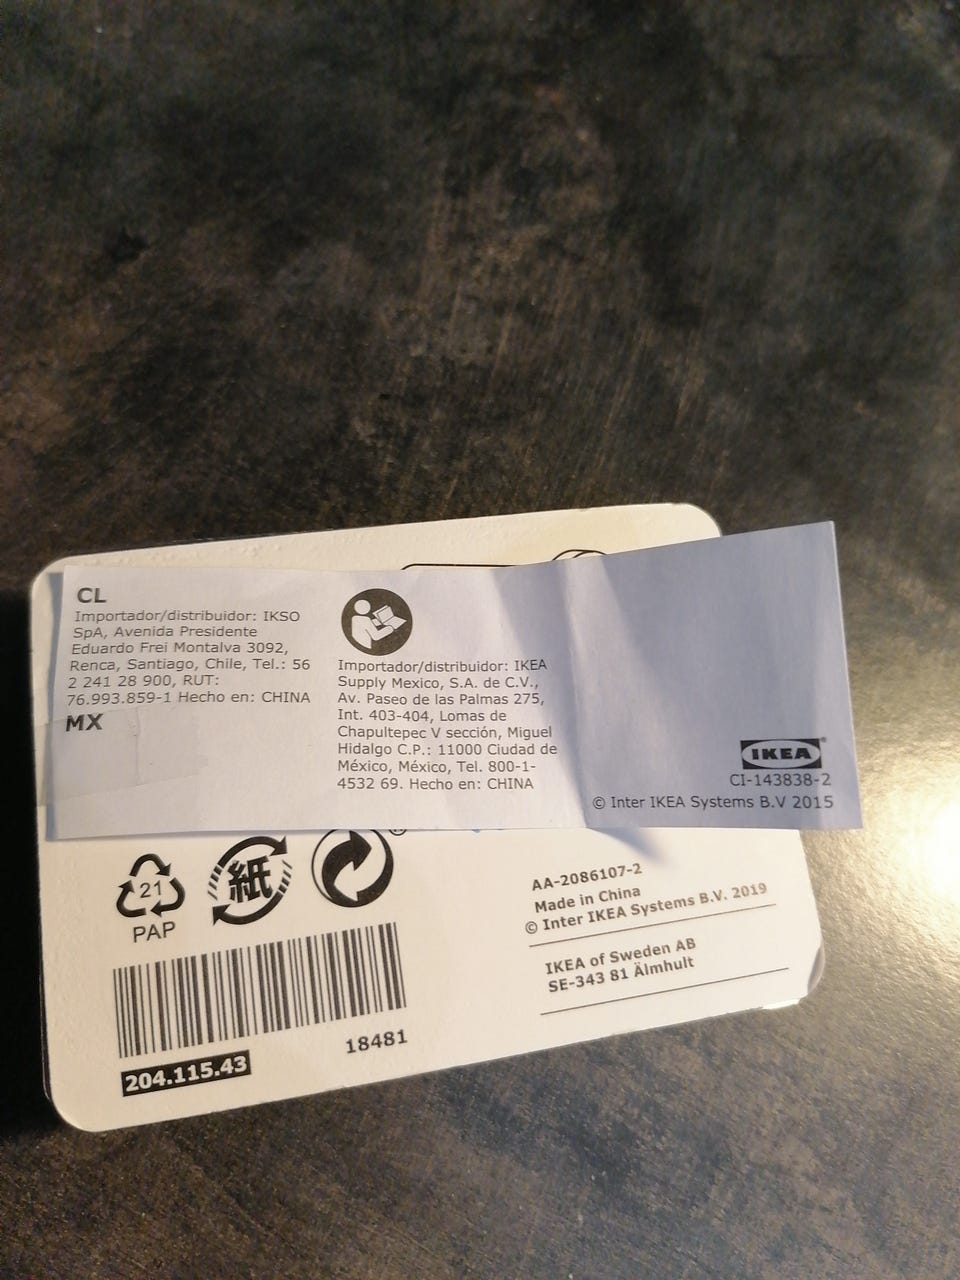 CL
Importador/distribuidor: IKSO
SpA, Avenida Presidente
Eduardo Frei Montalva 3092,
Renca, Santiago, Chile, Tel.: 56
2 241 28 900, RUT:
76.993.859-1 Hecho en: CHINA
MX
Importador/distribuidor: IKEA
Supply Mexico, S.A. de C.V.,
Av. Paseo de las Palmas 275,
Int. 403-404, Lomas de
Chapultepec V sección, Miguel
Hidalgo C.P.: 11000 Ciudad de
México, México, Tel. 800-1-
4532 69. Hecho en: CHINA
IKEA®
CI-143838-2
© Inter IKEA Systems B.V 2015
21
PAP
紙
®
204.115.43
18481
AA-2086107-2
Made in China
© Inter IKEA Systems B.V. 2019
IKEA of Sweden AB
SE-343 81 Älmhult